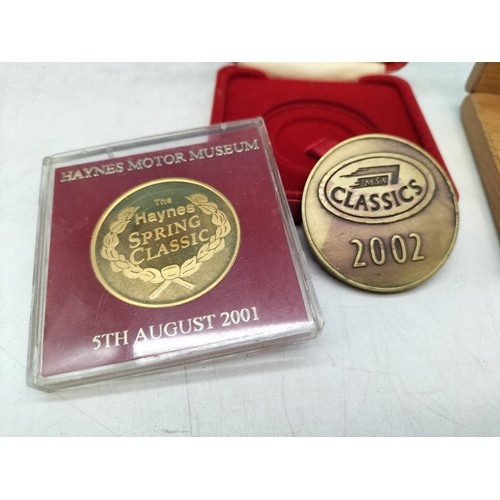 HAYNES MOTOR MUSEUM
The
Haynes
SPRING
CLASSIC
5TH AUGUST 2001
MSA
CLASSICS
2002